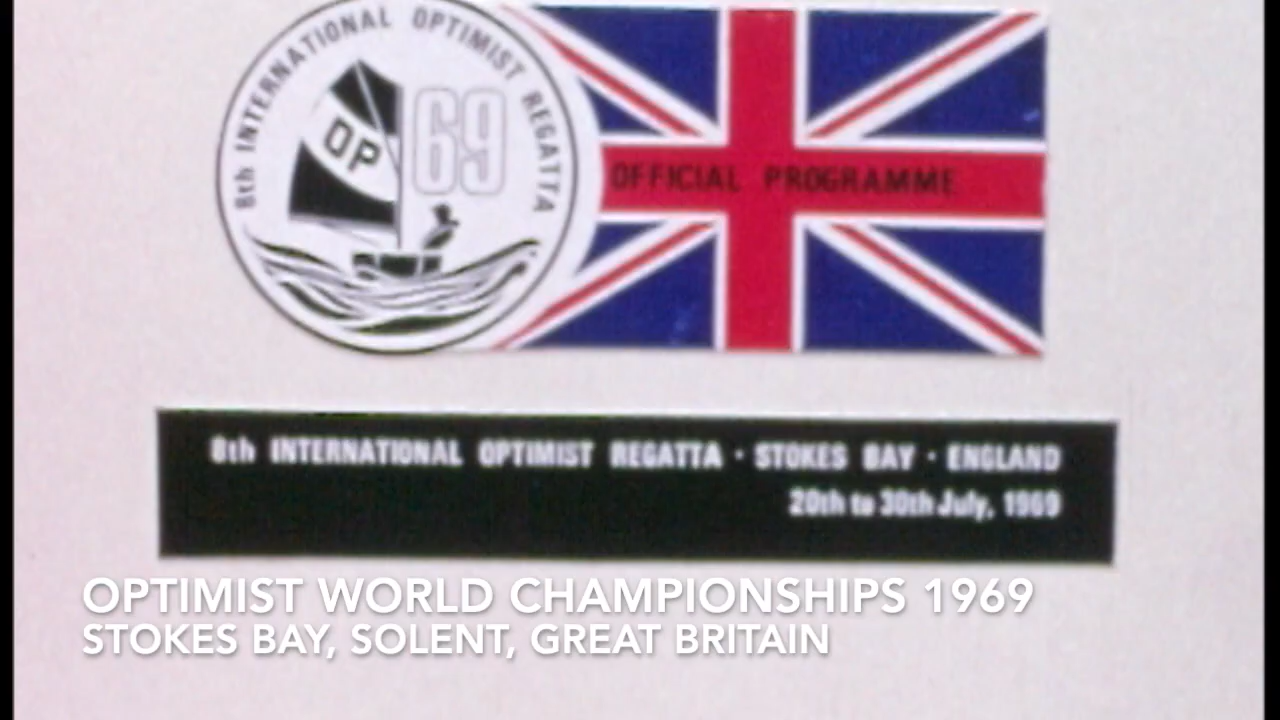 8th INTERNATIONAL OPTIMIST REGATTA
OP
69
OFFICIAL PROGRAMME
8th INTERNATIONAL OPTIMIST REGATTA · STOKES BAY · ENGLAND
20th to 30th July, 1969
OPTIMIST WORLD CHAMPIONSHIPS 1969
STOKES BAY, SOLENT, GREAT BRITAIN